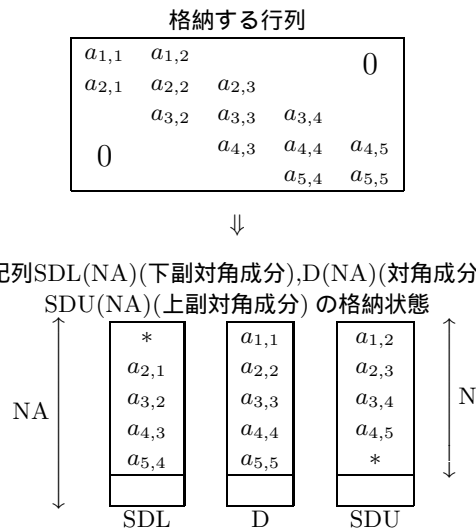 格納する行列
a1,1 a1,2 0
a2,1 a2,2 a2,3
a3,2 a3,3 a3,4
0 a4,3 a4,4 a4,5
a5,4 a5,5
⇓
配列SDL(NA)(下副対角成分),D(NA)(対角成分
SDU(NA)(上副対角成分) の格納状態
* a1,1 a1,2
a2,1 a2,2 a2,3
NA a3,2 a3,3 a3,4 N
a4,3 a4,4 a4,5
a5,4 a5,5 *
SDL D SDU